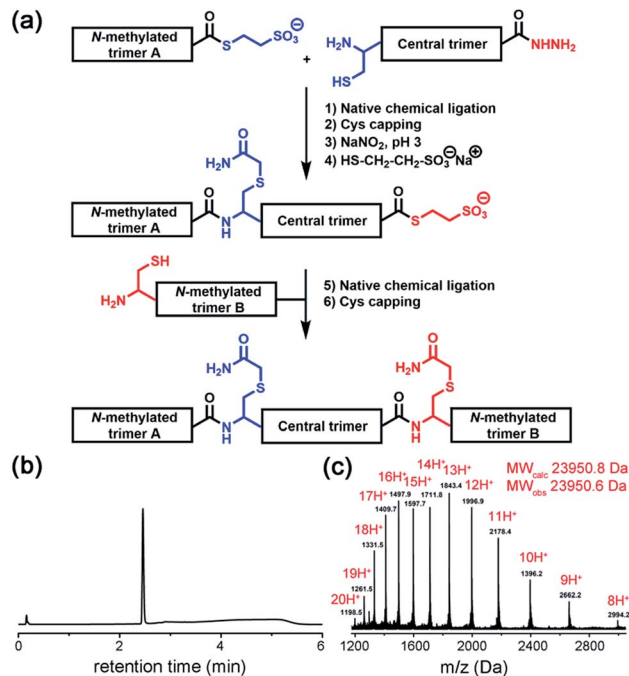 (a)
N-methylated
trimer A
O
S
SO3⊖
+
H2N
HS
Central trimer
O
NHNH2
1) Native chemical ligation
2) Cys capping
3) NaNO2, pH 3
4) HS-CH2-CH2-SO3⊖Na⊕
O
H2N
S
N-methylated
trimer A
O
N
H
Central trimer
O
S
SO3⊖
SH
H2N
N-methylated
trimer B
5) Native chemical ligation
6) Cys capping
O
H2N
S
O
H2N
S
N-methylated
trimer A
O
N
H
Central trimer
O
N
H
N-methylated
trimer B
(b)
0 2 4 6
retention time (min)
(c)
MWcalc 23950.8 Da
MWobs 23950.6 Da
20H+
1198.5
19H+
1261.5
18H+
1331.5
17H+
1409.7
16H+
1497.9
15H+
1597.7
14H+
1711.8
13H+
1843.4
12H+
1996.9
11H+
2178.4
10H+
1396.2
9H+
2662.2
8H+
2994.2
1200 1600 2000 2400 2800
m/z (Da)